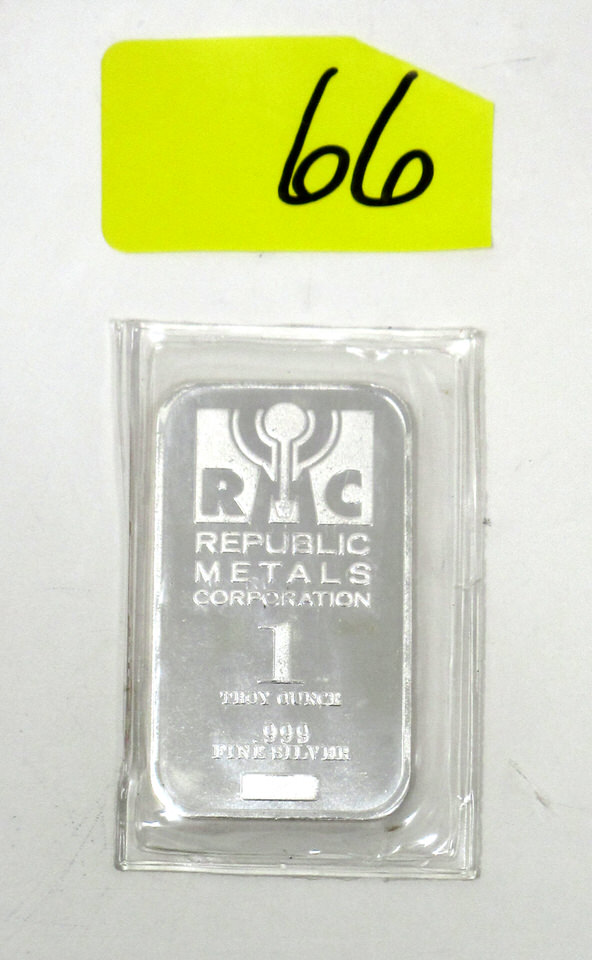 66
RMC
REPUBLIC
METALS
CORPORATION
1
TROY OUNCE
.999
FINE SILVER